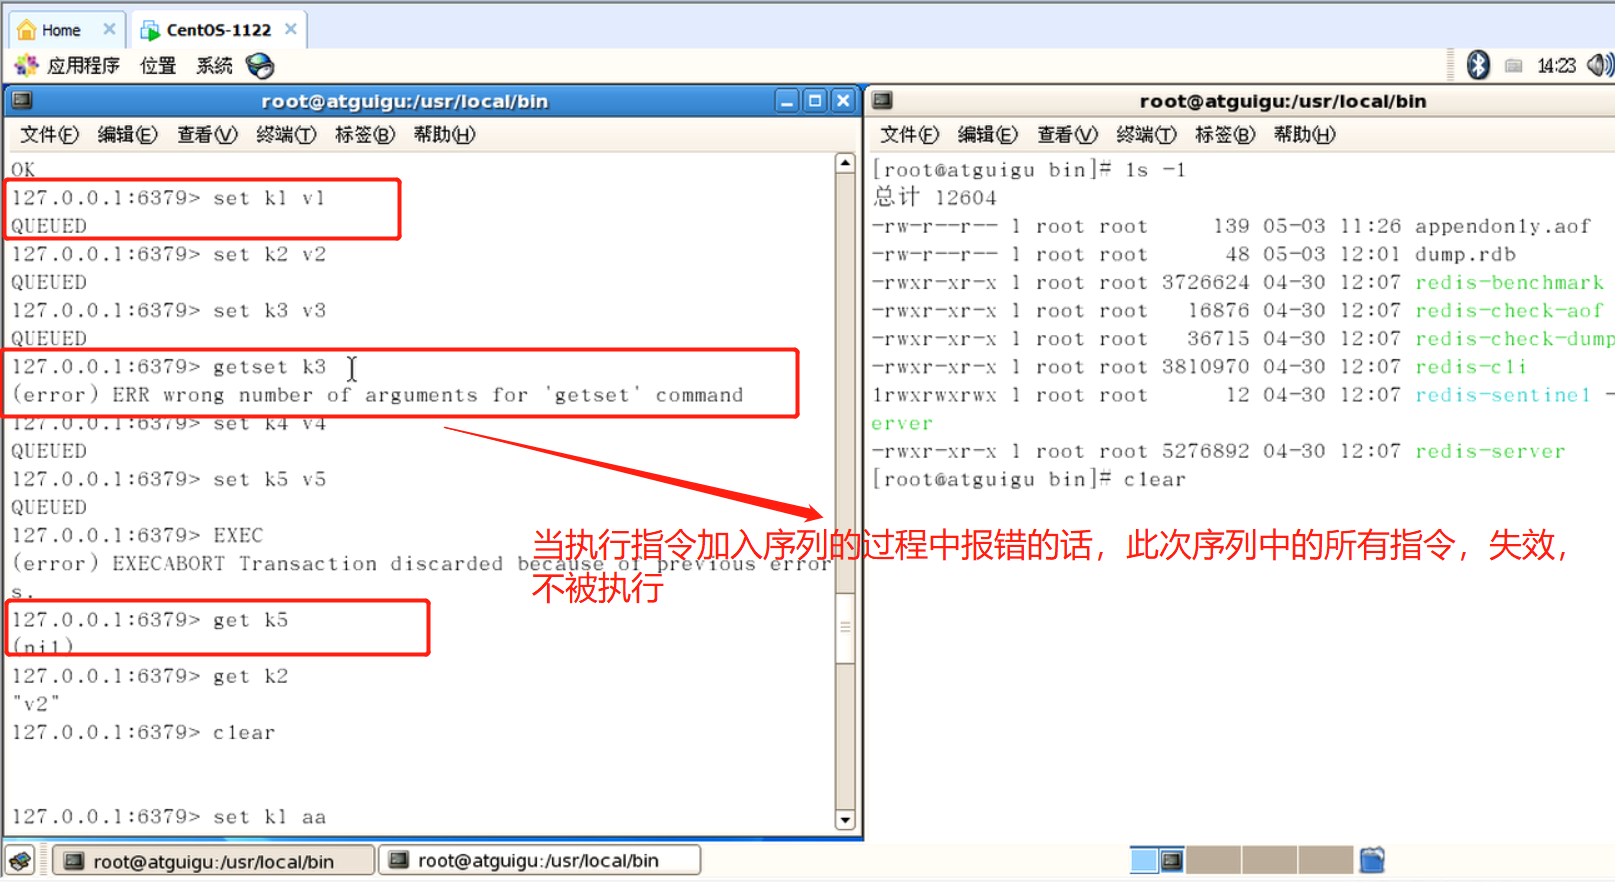 Home
CentOS-1122
应用程序 位置 系统
14:23
root@atguigu:/usr/local/bin
文件(F) 编辑(E) 查看(V) 终端(T) 标签(B) 帮助(H)
OK
127.0.0.1:6379> set k1 v1
QUEUED
127.0.0.1:6379> set k2 v2
QUEUED
127.0.0.1:6379> set k3 v3
QUEUED
127.0.0.1:6379> getset k3
(error) ERR wrong number of arguments for 'getset' command
127.0.0.1:6379> set k4 v4
QUEUED
127.0.0.1:6379> set k5 v5
QUEUED
127.0.0.1:6379> EXEC
(error) EXECABORT Transaction discarded because of previous error
s.
127.0.0.1:6379> get k5
(nil)
127.0.0.1:6379> get k2
"v2"
127.0.0.1:6379> clear
127.0.0.1:6379> set k1 aa
当执行指令加入序列的过程中报错的话，此次序列中的所有指令，失效，
不被执行
root@atguigu:/usr/local/bin
文件(F) 编辑(E) 查看(V) 终端(T) 标签(B) 帮助(H)
[root@atguigu bin]# ls -l
总计 12604
-rw-r--r-- 1 root root 139 05-03 11:26 appendonly.aof
-rw-r--r-- 1 root root 48 05-03 12:01 dump.rdb
-rwxr-xr-x 1 root root 3726624 04-30 12:07 redis-benchmark
-rwxr-xr-x 1 root root 16876 04-30 12:07 redis-check-aof
-rwxr-xr-x 1 root root 36715 04-30 12:07 redis-check-dump
-rwxr-xr-x 1 root root 3810970 04-30 12:07 redis-cli
lrwxrwxrwx 1 root root 12 04-30 12:07 redis-sentinel -
erver
-rwxr-xr-x 1 root root 5276892 04-30 12:07 redis-server
[root@atguigu bin]# clear
root@atguigu:/usr/local/bin
root@atguigu:/usr/local/bin